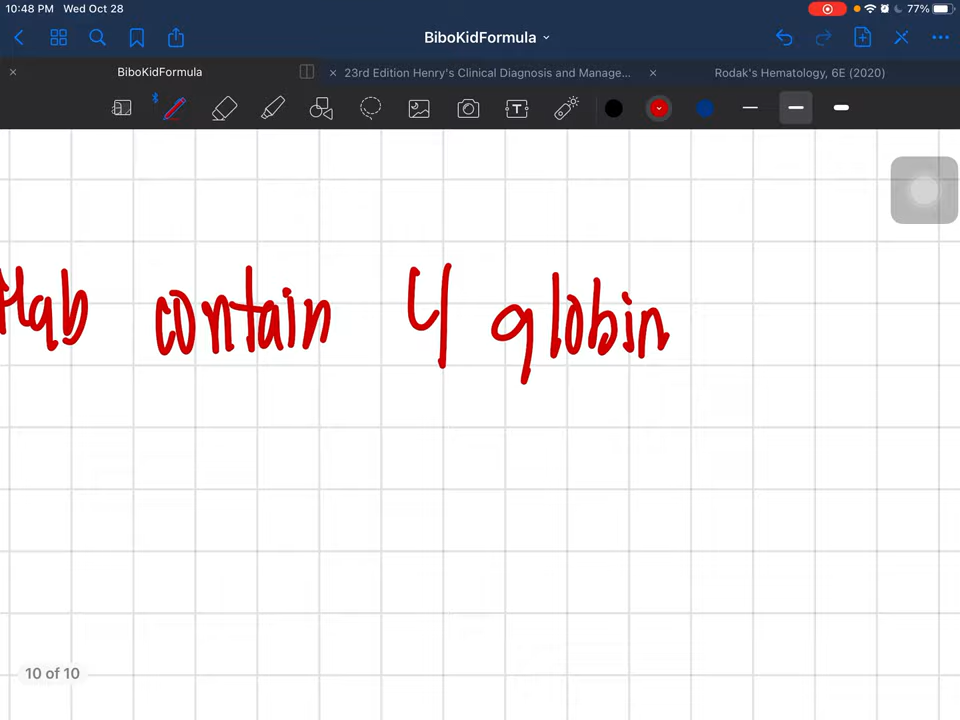 10:48 PM Wed Oct 28
77%
BiboKidFormula
BiboKidFormula
23rd Edition Henry's Clinical Diagnosis and Manage...
Rodak's Hematology, 6E (2020)
contain 4 globin
10 of 10